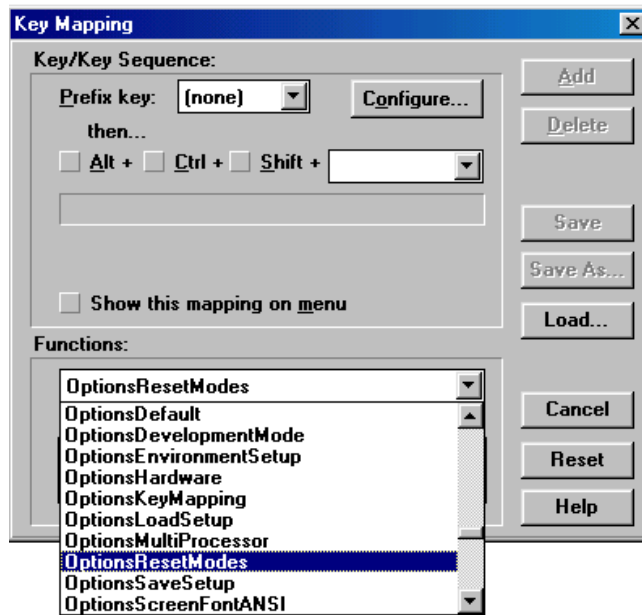 Key Mapping
Key/Key Sequence:
Prefix key: (none) Configure...
then...
Alt + Ctrl + Shift +
Show this mapping on menu
Functions:
OptionsResetModes
OptionsDefault
OptionsDevelopmentMode
OptionsEnvironmentSetup
OptionsHardware
OptionsKeyMapping
OptionsLoadSetup
OptionsMultiProcessor
OptionsResetModes
OptionsSaveSetup
OptionsScreenFontANSI
Add
Delete
Save
Save As...
Load...
Cancel
Reset
Help